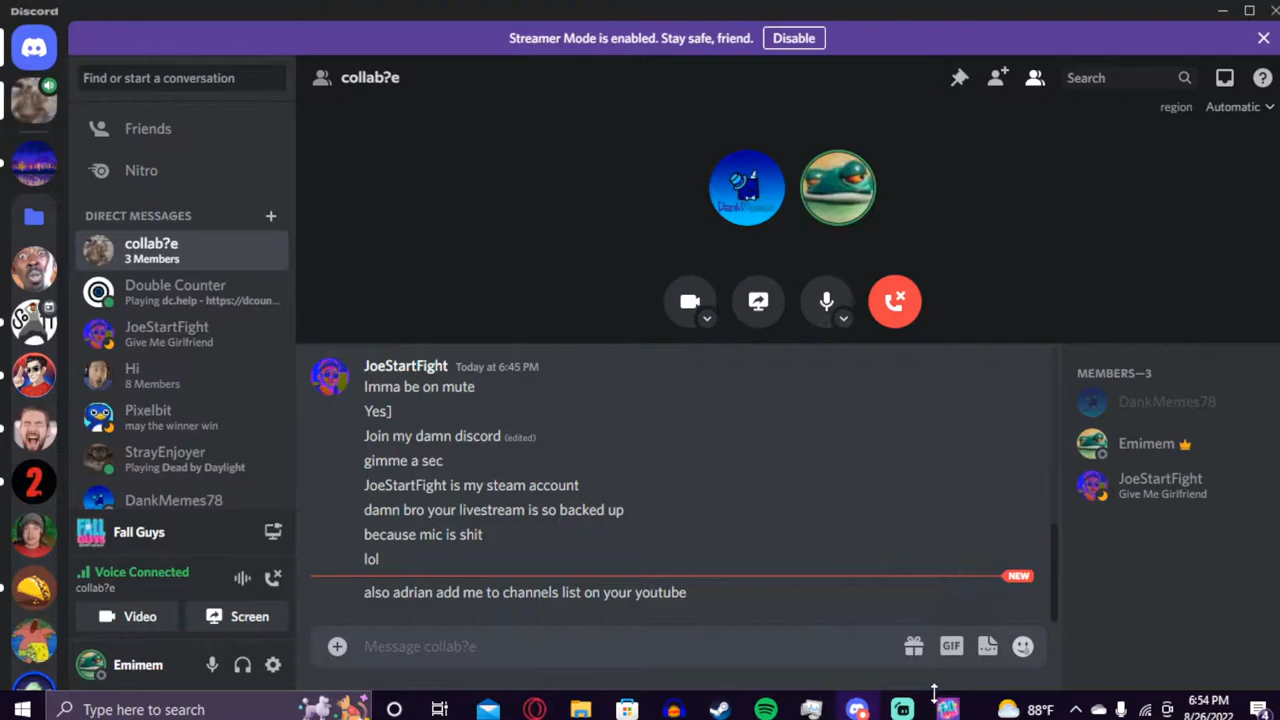 Discord
Streamer Mode is enabled. Stay safe, friend.
Disable
Find or start a conversation
collab?e
Search
region
Automatic
Friends
Nitro
DIRECT MESSAGES
collab?e
3 Members
Double Counter
Playing dc.help - https://dcoun...
JoeStartFight
Give Me Girlfriend
Hi
8 Members
Pixelbit
may the winner win
StrayEnjoyer
Playing Dead by Daylight
DankMemes78
Fall Guys
Voice Connected
collab?e
Video
Screen
Emimem
JoeStartFight Today at 6:45 PM
Imma be on mute
Yes]
Join my damn discord (edited)
gimme a sec
JoeStartFight is my steam account
damn bro your livestream is so backed up
because mic is shit
lol
NEW
also adrian add me to channels list on your youtube
Message collab?e
GIF
MEMBERS—3
DankMemes78
Emimem
JoeStartFight
Give Me Girlfriend
Type here to search
88°F
6:54 PM
8/26/2022